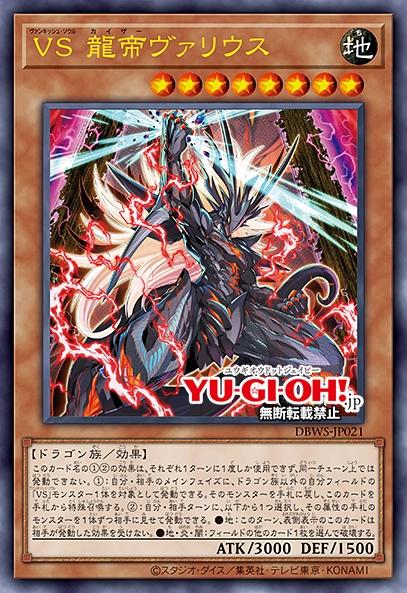 ヴァンキッシュ・ソウル カイザー
VS 龍帝ヴァリウス
地
ユウギオウドットジェイピー
YU-GI-OH!.jp
無断転載禁止
DBWS-JP021
【ドラゴン族／効果】
このカード名の①②の効果は、それぞれ１ターンに１度しか使用できず、同一チェーン上では
発動できない。①：自分・相手のメインフェイズに、ドラゴン族以外の自分フィールドの
「VS」モンスター１体を対象として発動できる。そのモンスターを手札に戻し、このカードを
手札から特殊召喚する。②：自分・相手ターンに、以下から１つ選択し、その属性の手札の
モンスターを１体ずつ相手に見せて発動できる。●地：このターン、表側表示のこのカードは
相手が発動した効果を受けない。●地・炎・闇：フィールドの他のカード１枚を選んで破壊する。
ATK/3000 DEF/1500
©スタジオ・ダイス／集英社・テレビ東京・KONAMI